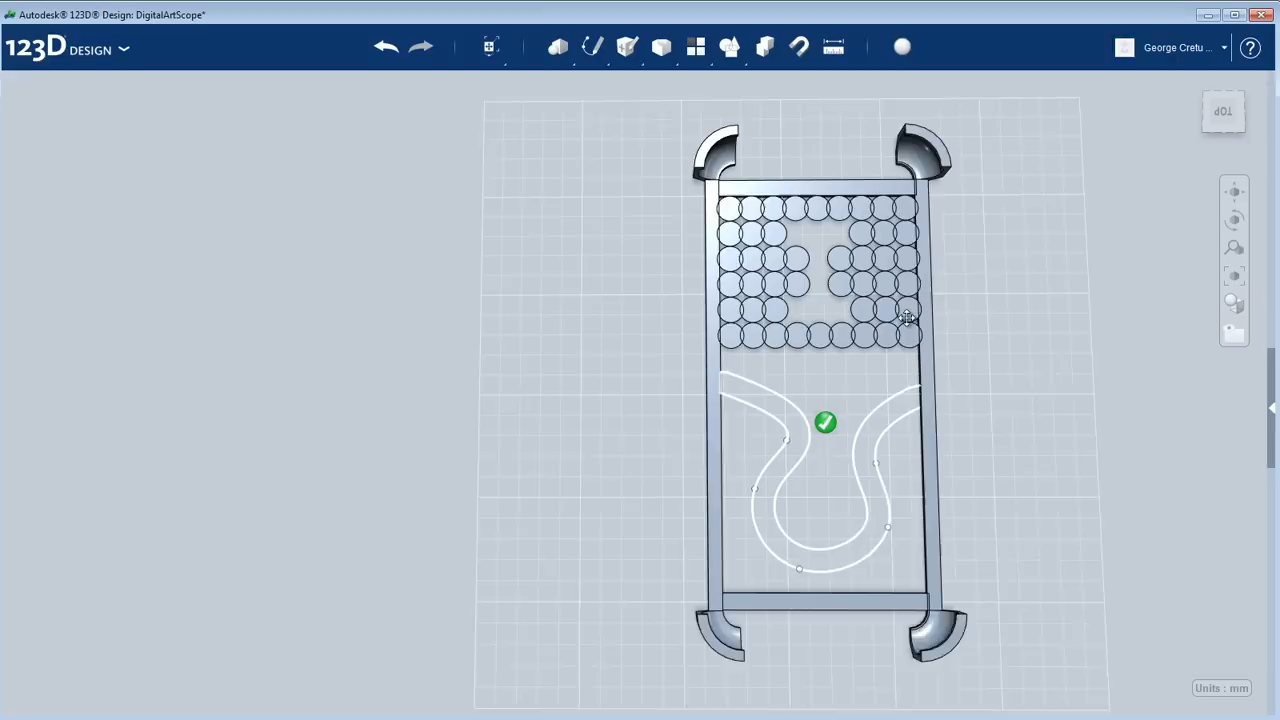 Autodesk® 123D® Design: DigitalArtScope*
123D DESIGN
George Cretu ...
?
TOP
Units : mm